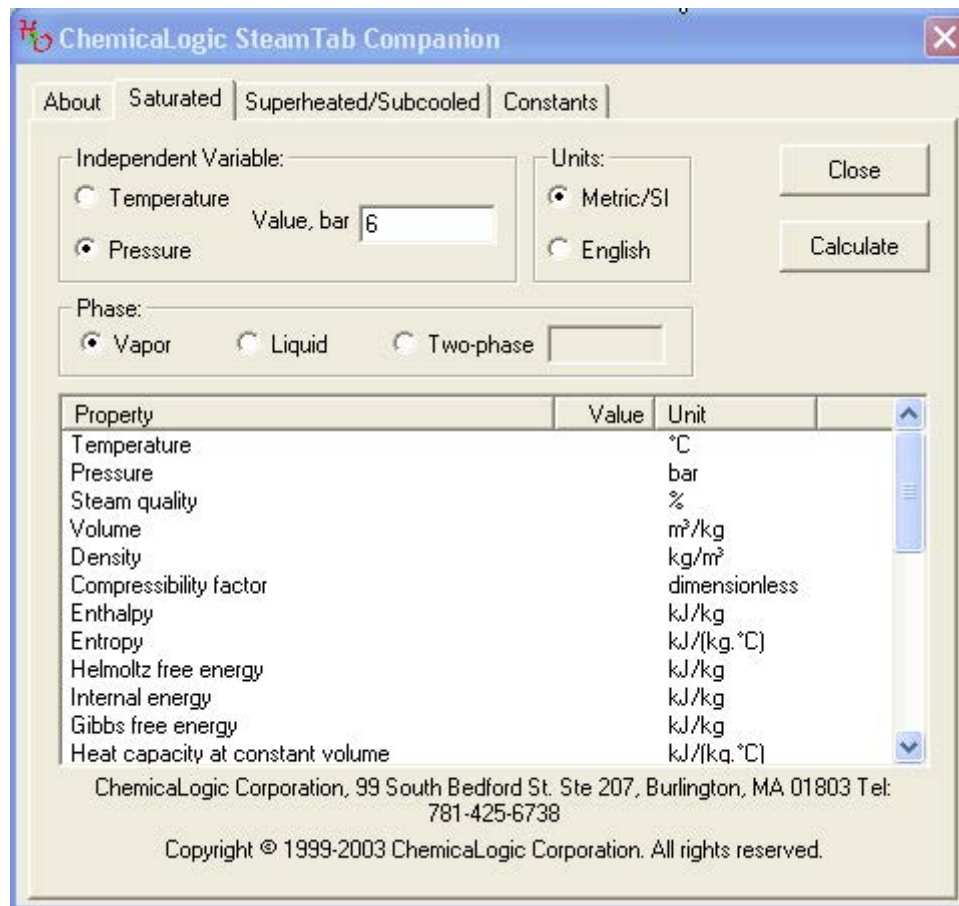 ChemicaLogic SteamTab Companion
About Saturated Superheated/Subcooled Constants
Independent Variable:
Temperature
Value, bar 6
Pressure
Units:
Metric/SI
English
Close
Calculate
Phase:
Vapor Liquid Two-phase
Property Value Unit
Temperature °C
Pressure bar
Steam quality %
Volume m³/kg
Density kg/m³
Compressibility factor dimensionless
Enthalpy kJ/kg
Entropy kJ/(kg.°C)
Helmoltz free energy kJ/kg
Internal energy kJ/kg
Gibbs free energy kJ/kg
Heat capacity at constant volume kJ/(kg.°C)
ChemicaLogic Corporation, 99 South Bedford St. Ste 207, Burlington, MA 01803 Tel:
781-425-6738
Copyright © 1999-2003 ChemicaLogic Corporation. All rights reserved.